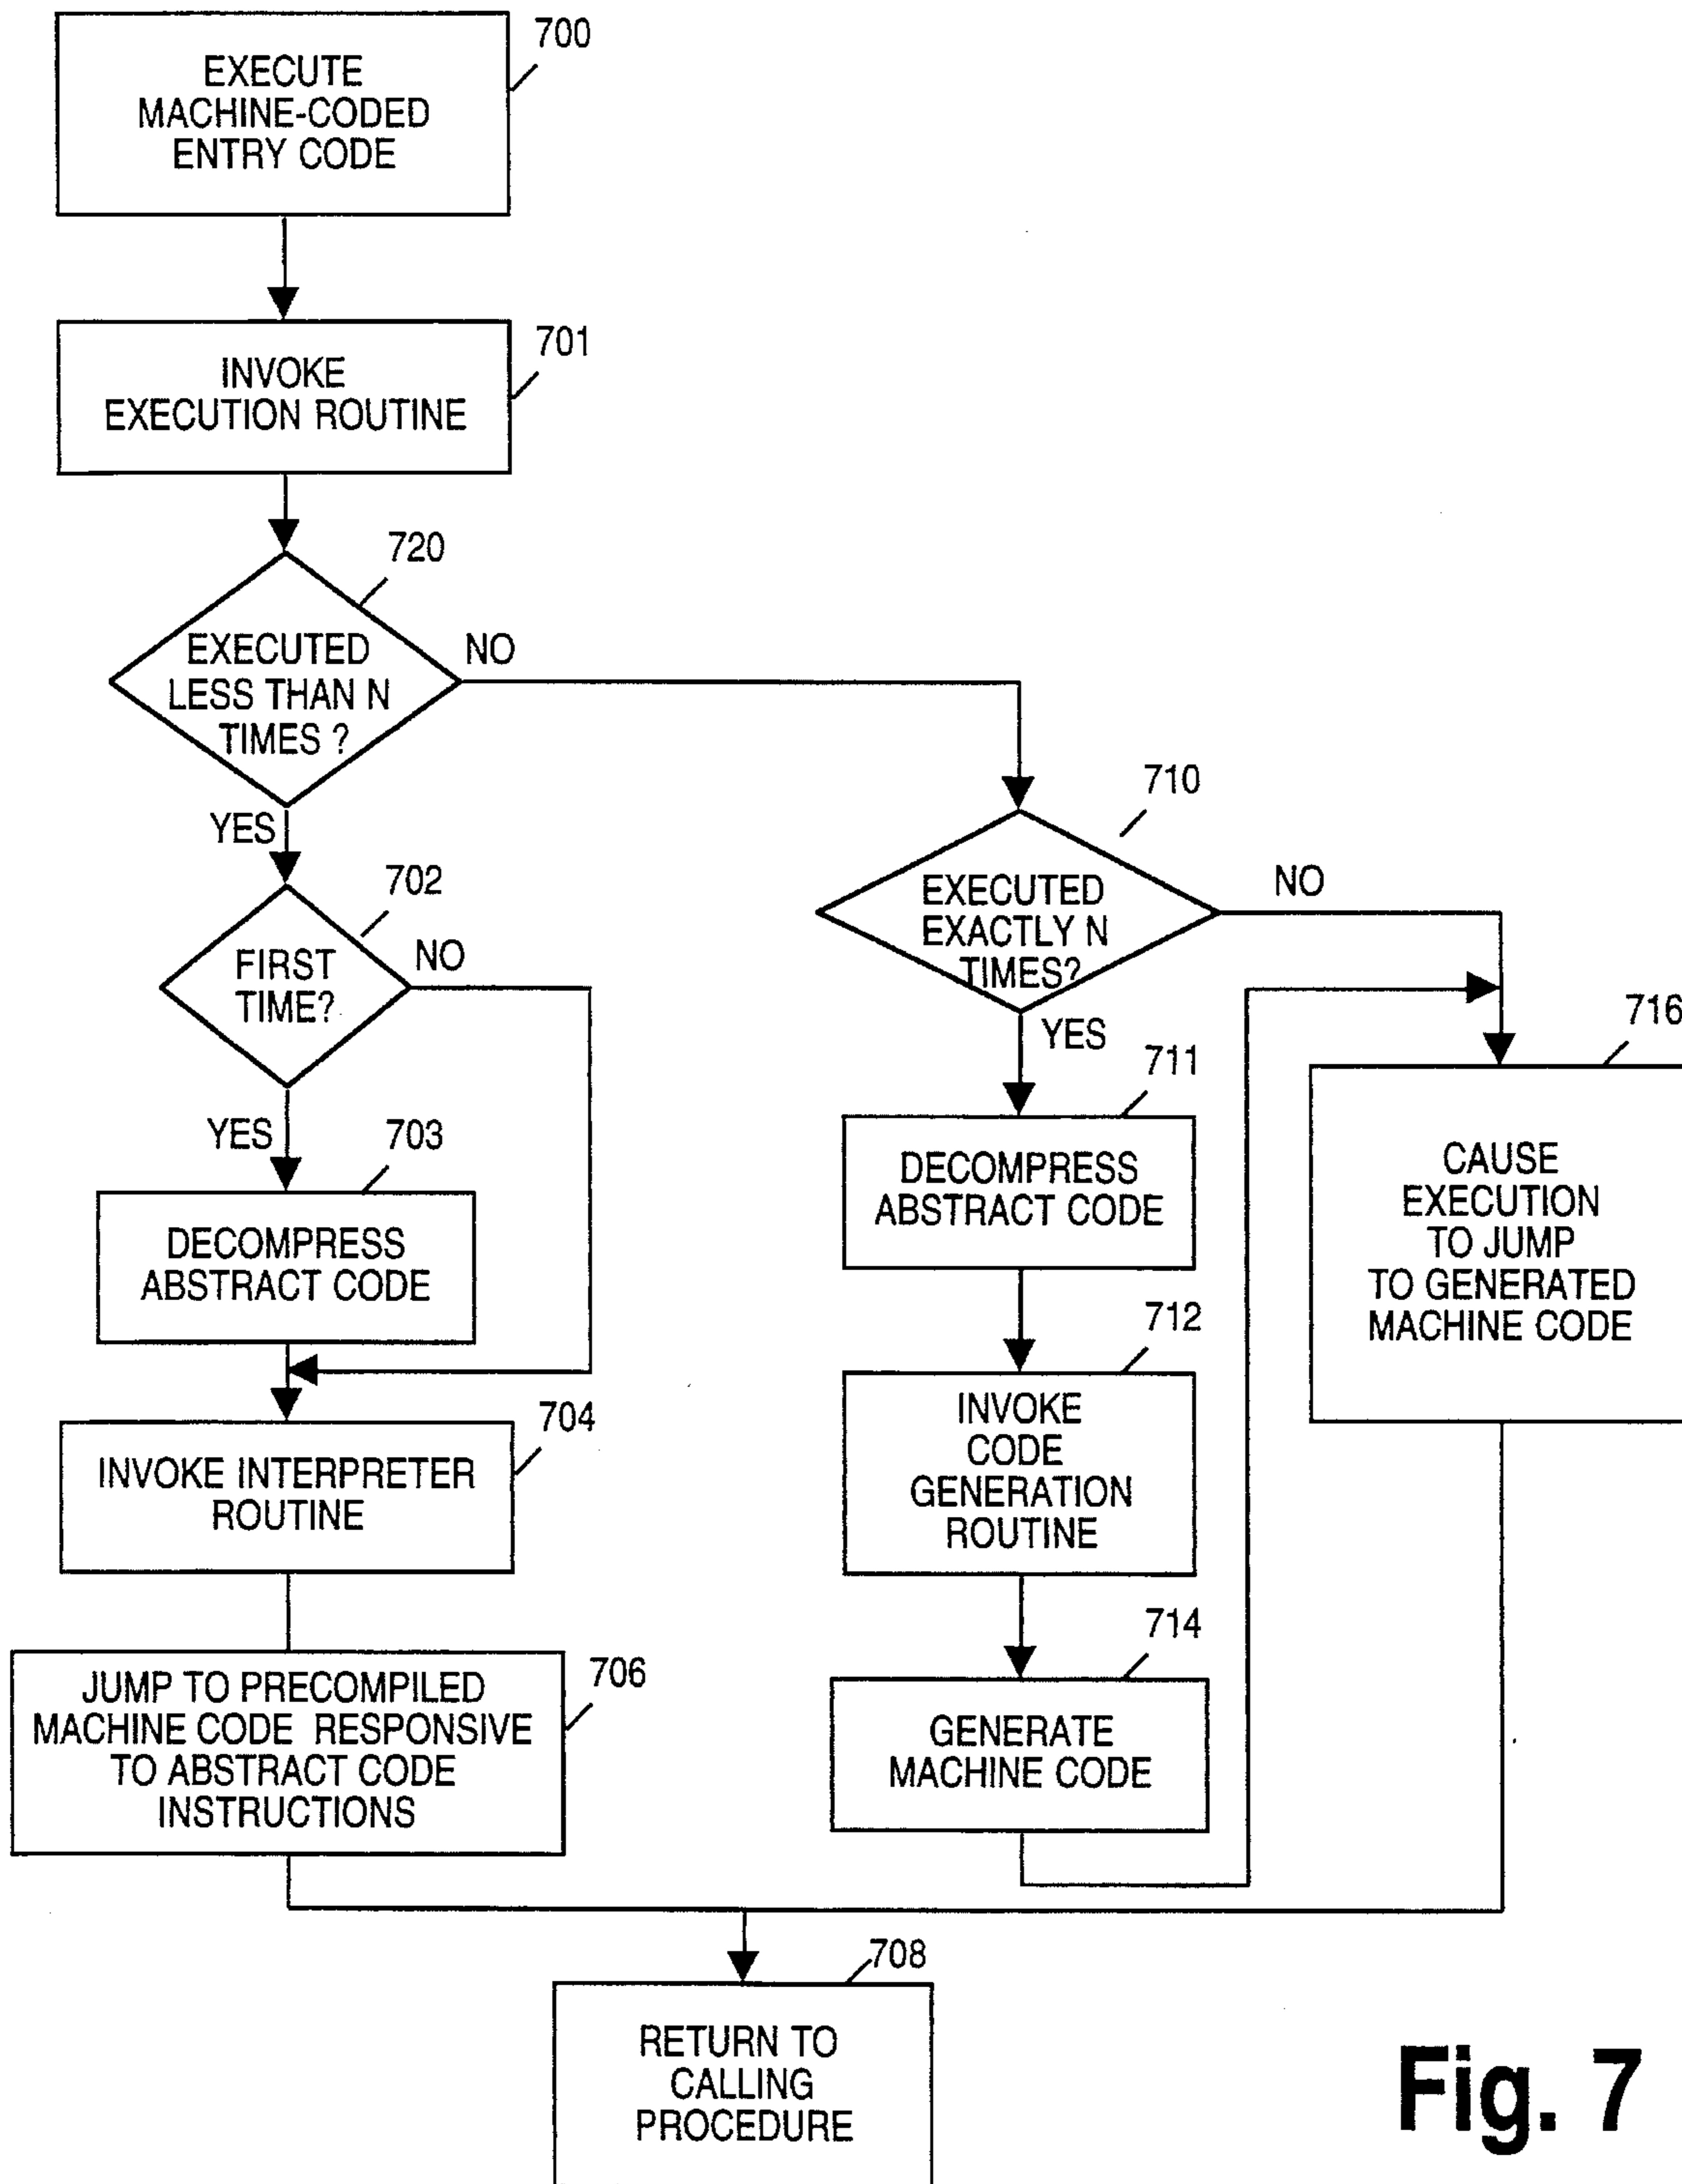 700
EXECUTE
MACHINE-CODED
ENTRY CODE
701
INVOKE
EXECUTION ROUTINE
720
EXECUTED
LESS THAN N
TIMES ?
NO
YES
702
FIRST
TIME?
NO
YES
703
DECOMPRESS
ABSTRACT CODE
704
INVOKE INTERPRETER
ROUTINE
706
JUMP TO PRECOMPILED
MACHINE CODE RESPONSIVE
TO ABSTRACT CODE
INSTRUCTIONS
710
EXECUTED
EXACTLY N
TIMES?
NO
YES
711
DECOMPRESS
ABSTRACT CODE
712
INVOKE
CODE
GENERATION
ROUTINE
714
GENERATE
MACHINE CODE
716
CAUSE
EXECUTION
TO JUMP
TO GENERATED
MACHINE CODE
708
RETURN TO
CALLING
PROCEDURE
Fig. 7